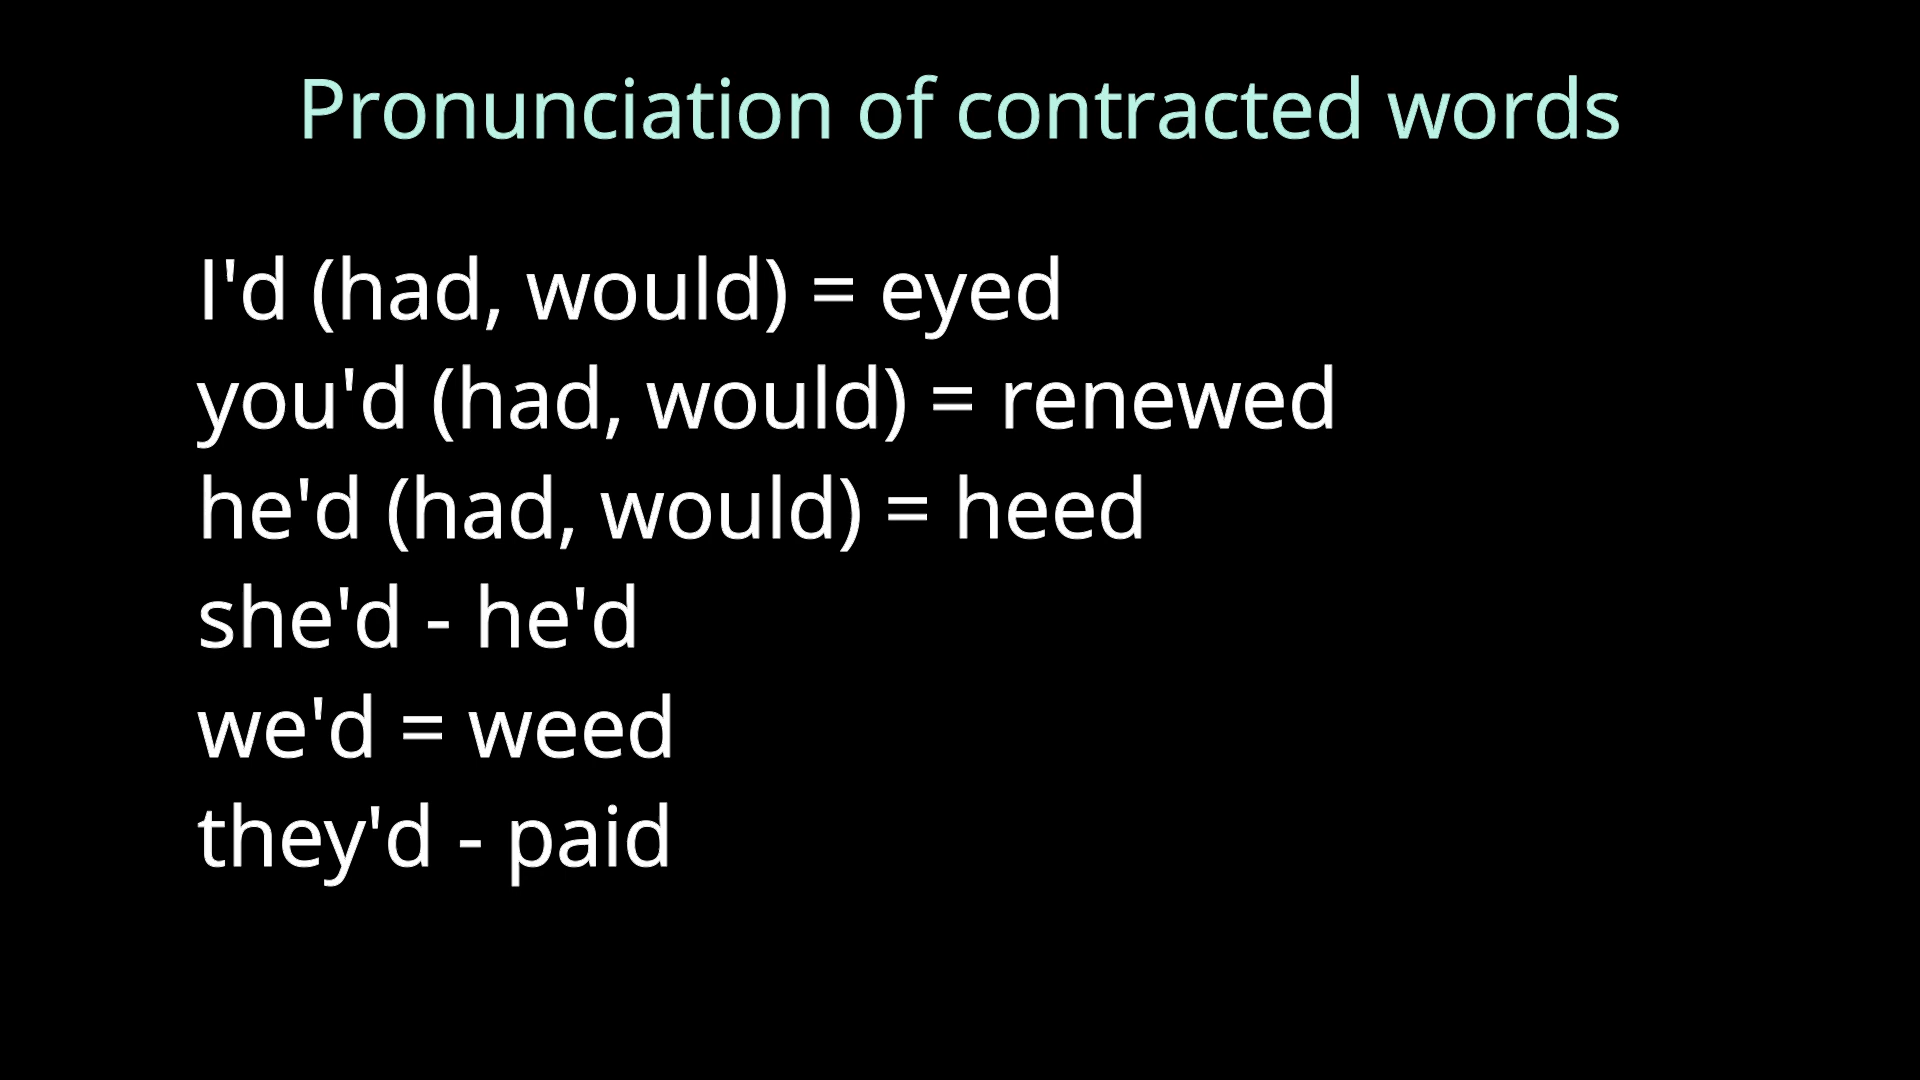 Pronunciation of contracted words
I'd (had, would) = eyed
you'd (had, would) = renewed
he'd (had, would) = heed
she'd - he'd
we'd = weed
they'd - paid